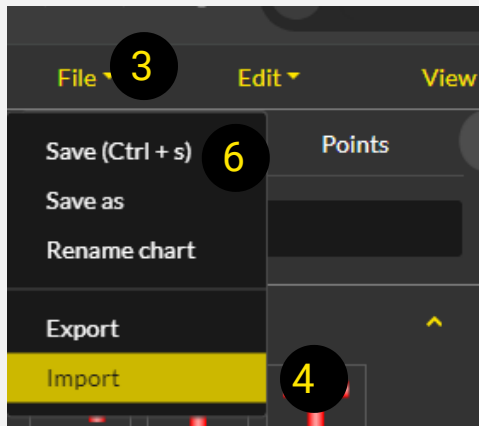 File 3 Edit View
Save (Ctrl + s) 6 Points
Save as
Rename chart
Export
Import 4